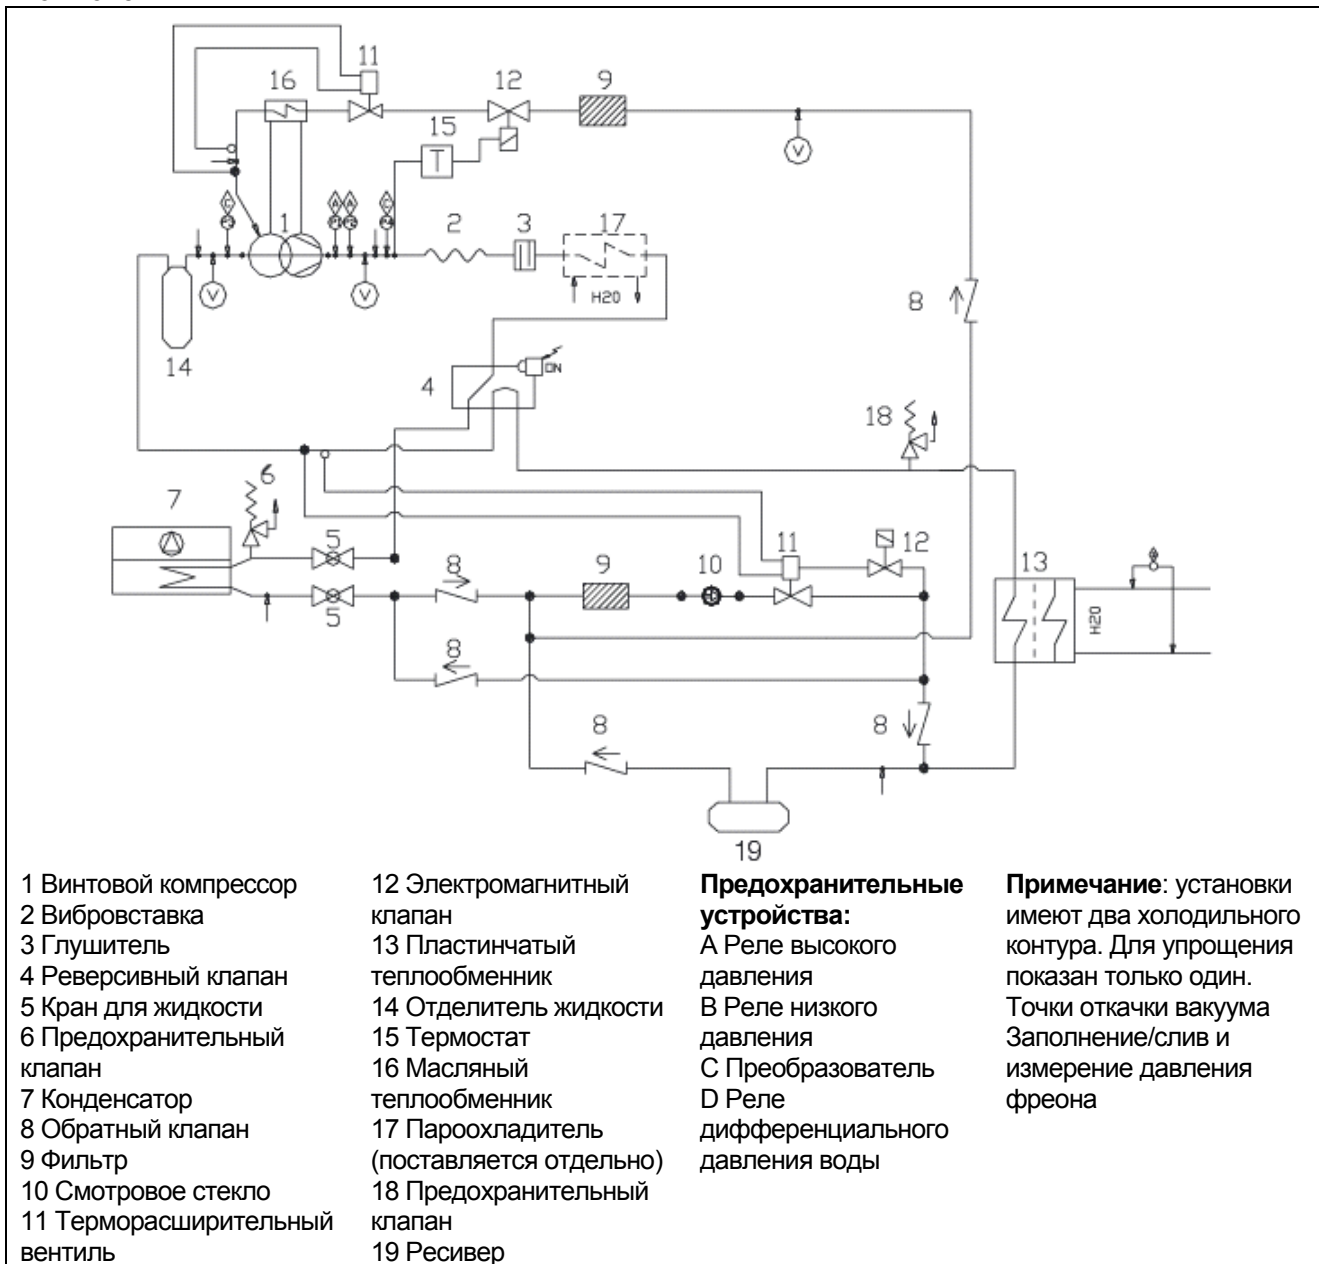 11
16
12
9
15
T
V
C
A
A
C
1
2
3
17
V
V
H2O
8
14
4
ON
18
6
7
5
8
9
10
11
12
13
5
H2O
8
8
8
19
1 Винтовой компрессор
2 Вибровставка
3 Глушитель
4 Реверсивный клапан
5 Кран для жидкости
6 Предохранительный
клапан
7 Конденсатор
8 Обратный клапан
9 Фильтр
10 Смотровое стекло
11 Терморасширительный
вентиль
12 Электромагнитный
клапан
13 Пластинчатый
теплообменник
14 Отделитель жидкости
15 Термостат
16 Масляный
теплообменник
17 Пароохладитель
(поставляется отдельно)
18 Предохранительный
клапан
19 Ресивер
Предохранительные
устройства:
A Реле высокого
давления
B Реле низкого
давления
C Преобразователь
D Реле
дифференциального
давления воды
Примечание: установки
имеют два холодильного
контура. Для упрощения
показан только один.
Точки откачки вакуума
Заполнение/слив и
измерение давления
фреона